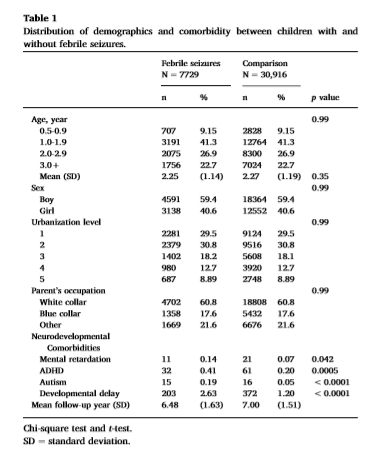 Table 1
Distribution of demographics and comorbidity between children with and
without febrile seizures.
Febrile seizures Comparison
N = 7729 N = 30,916
n % n % p value
Age, year 0.99
0.5-0.9 707 9.15 2828 9.15
1.0-1.9 3191 41.3 12764 41.3
2.0-2.9 2075 26.9 8300 26.9
3.0+ 1756 22.7 7024 22.7
Mean (SD) 2.25 (1.14) 2.27 (1.19) 0.35
Sex 0.99
Boy 4591 59.4 18364 59.4
Girl 3138 40.6 12552 40.6
Urbanization level 0.99
1 2281 29.5 9124 29.5
2 2379 30.8 9516 30.8
3 1402 18.2 5608 18.1
4 980 12.7 3920 12.7
5 687 8.89 2748 8.89
Parent's occupation 0.99
White collar 4702 60.8 18808 60.8
Blue collar 1358 17.6 5432 17.6
Other 1669 21.6 6676 21.6
Neurodevelopmental
Comorbidities
Mental retardation 11 0.14 21 0.07 0.042
ADHD 32 0.41 61 0.20 0.0005
Autism 15 0.19 16 0.05 < 0.0001
Developmental delay 203 2.63 372 1.20 < 0.0001
Mean follow-up year (SD) 6.48 (1.63) 7.00 (1.51)
Chi-square test and t-test.
SD = standard deviation.